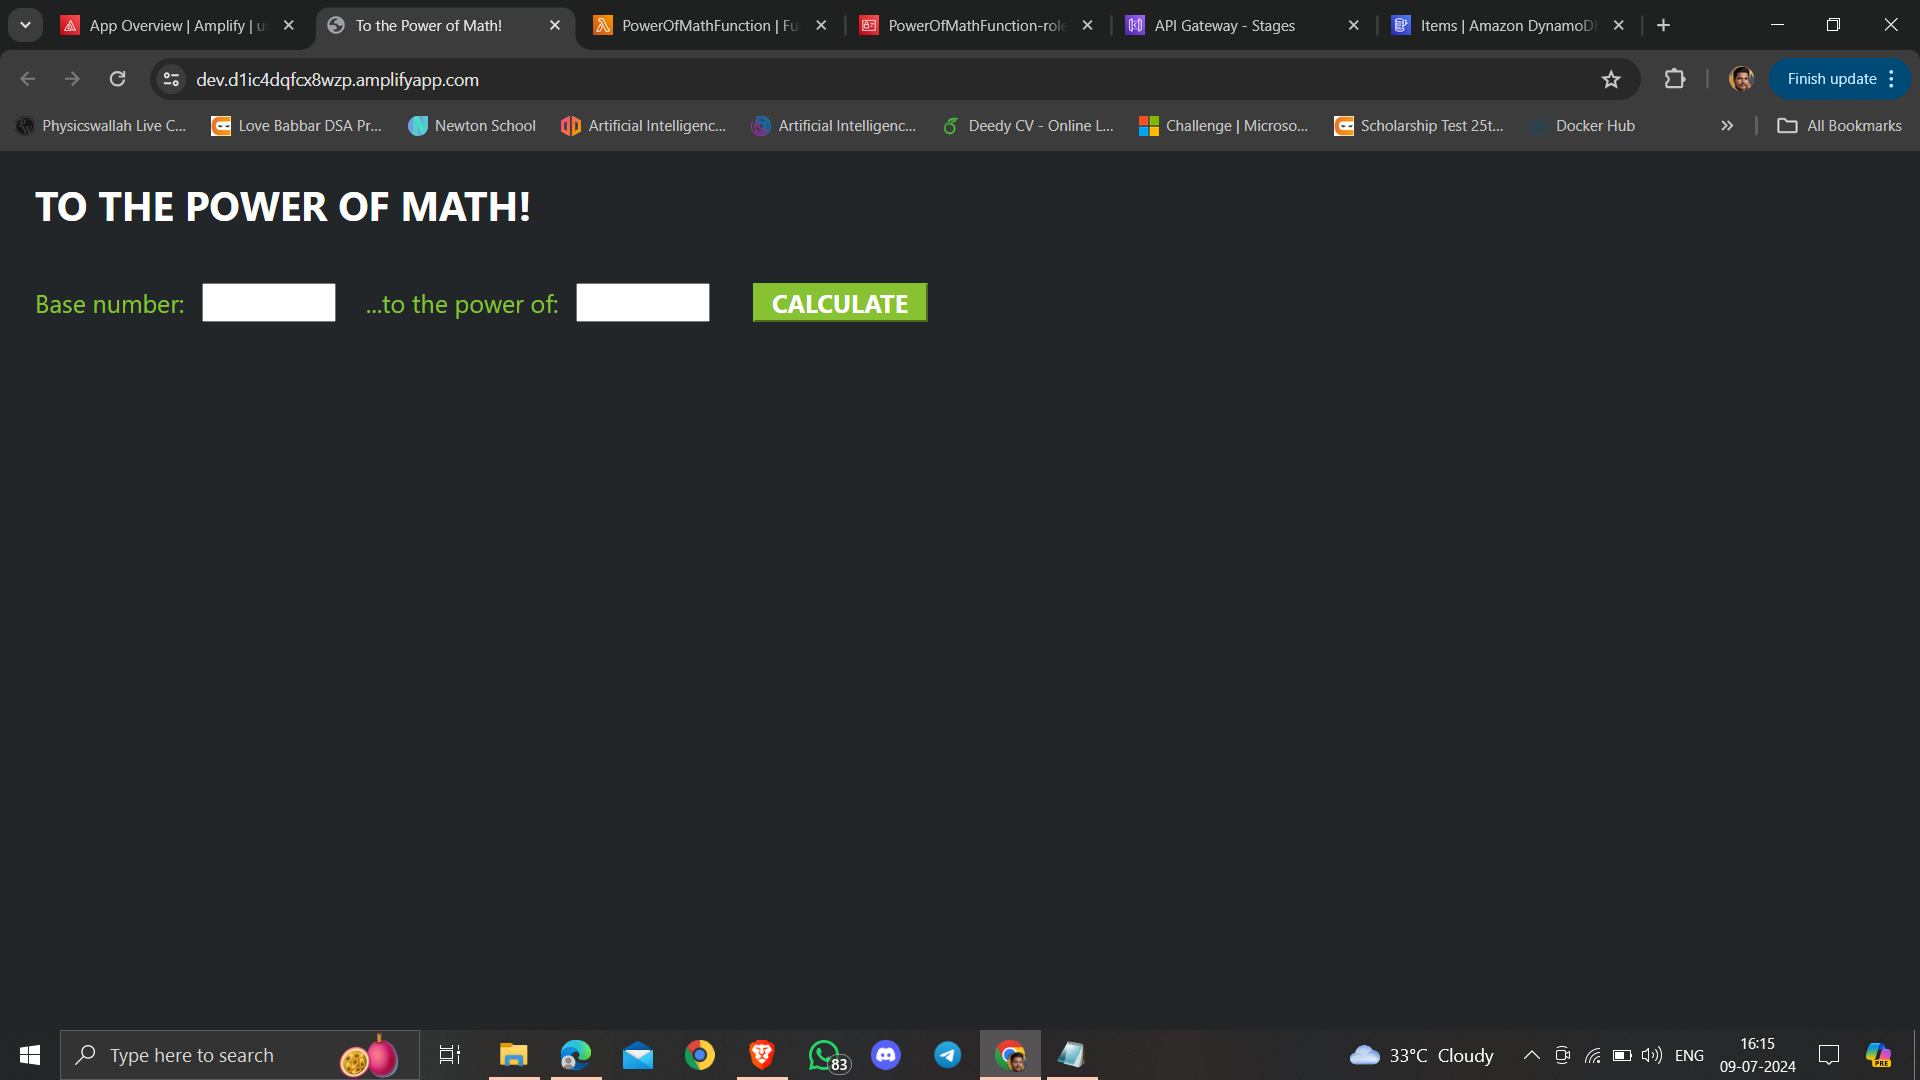 App Overview | Amplify | u
To the Power of Math!
PowerOfMathFunction | Fu
PowerOfMathFunction-role
API Gateway - Stages
Items | Amazon DynamoD
dev.d1ic4dqfcx8wzp.amplifyapp.com
Finish update
Physicswallah Live C...
Love Babbar DSA Pr...
Newton School
Artificial Intelligenc...
Artificial Intelligenc...
Deedy CV - Online L...
Challenge | Microso...
Scholarship Test 25t...
Docker Hub
All Bookmarks
TO THE POWER OF MATH!
Base number: ...to the power of: CALCULATE
Type here to search
83
33°C Cloudy
ENG
16:15
09-07-2024
PRE